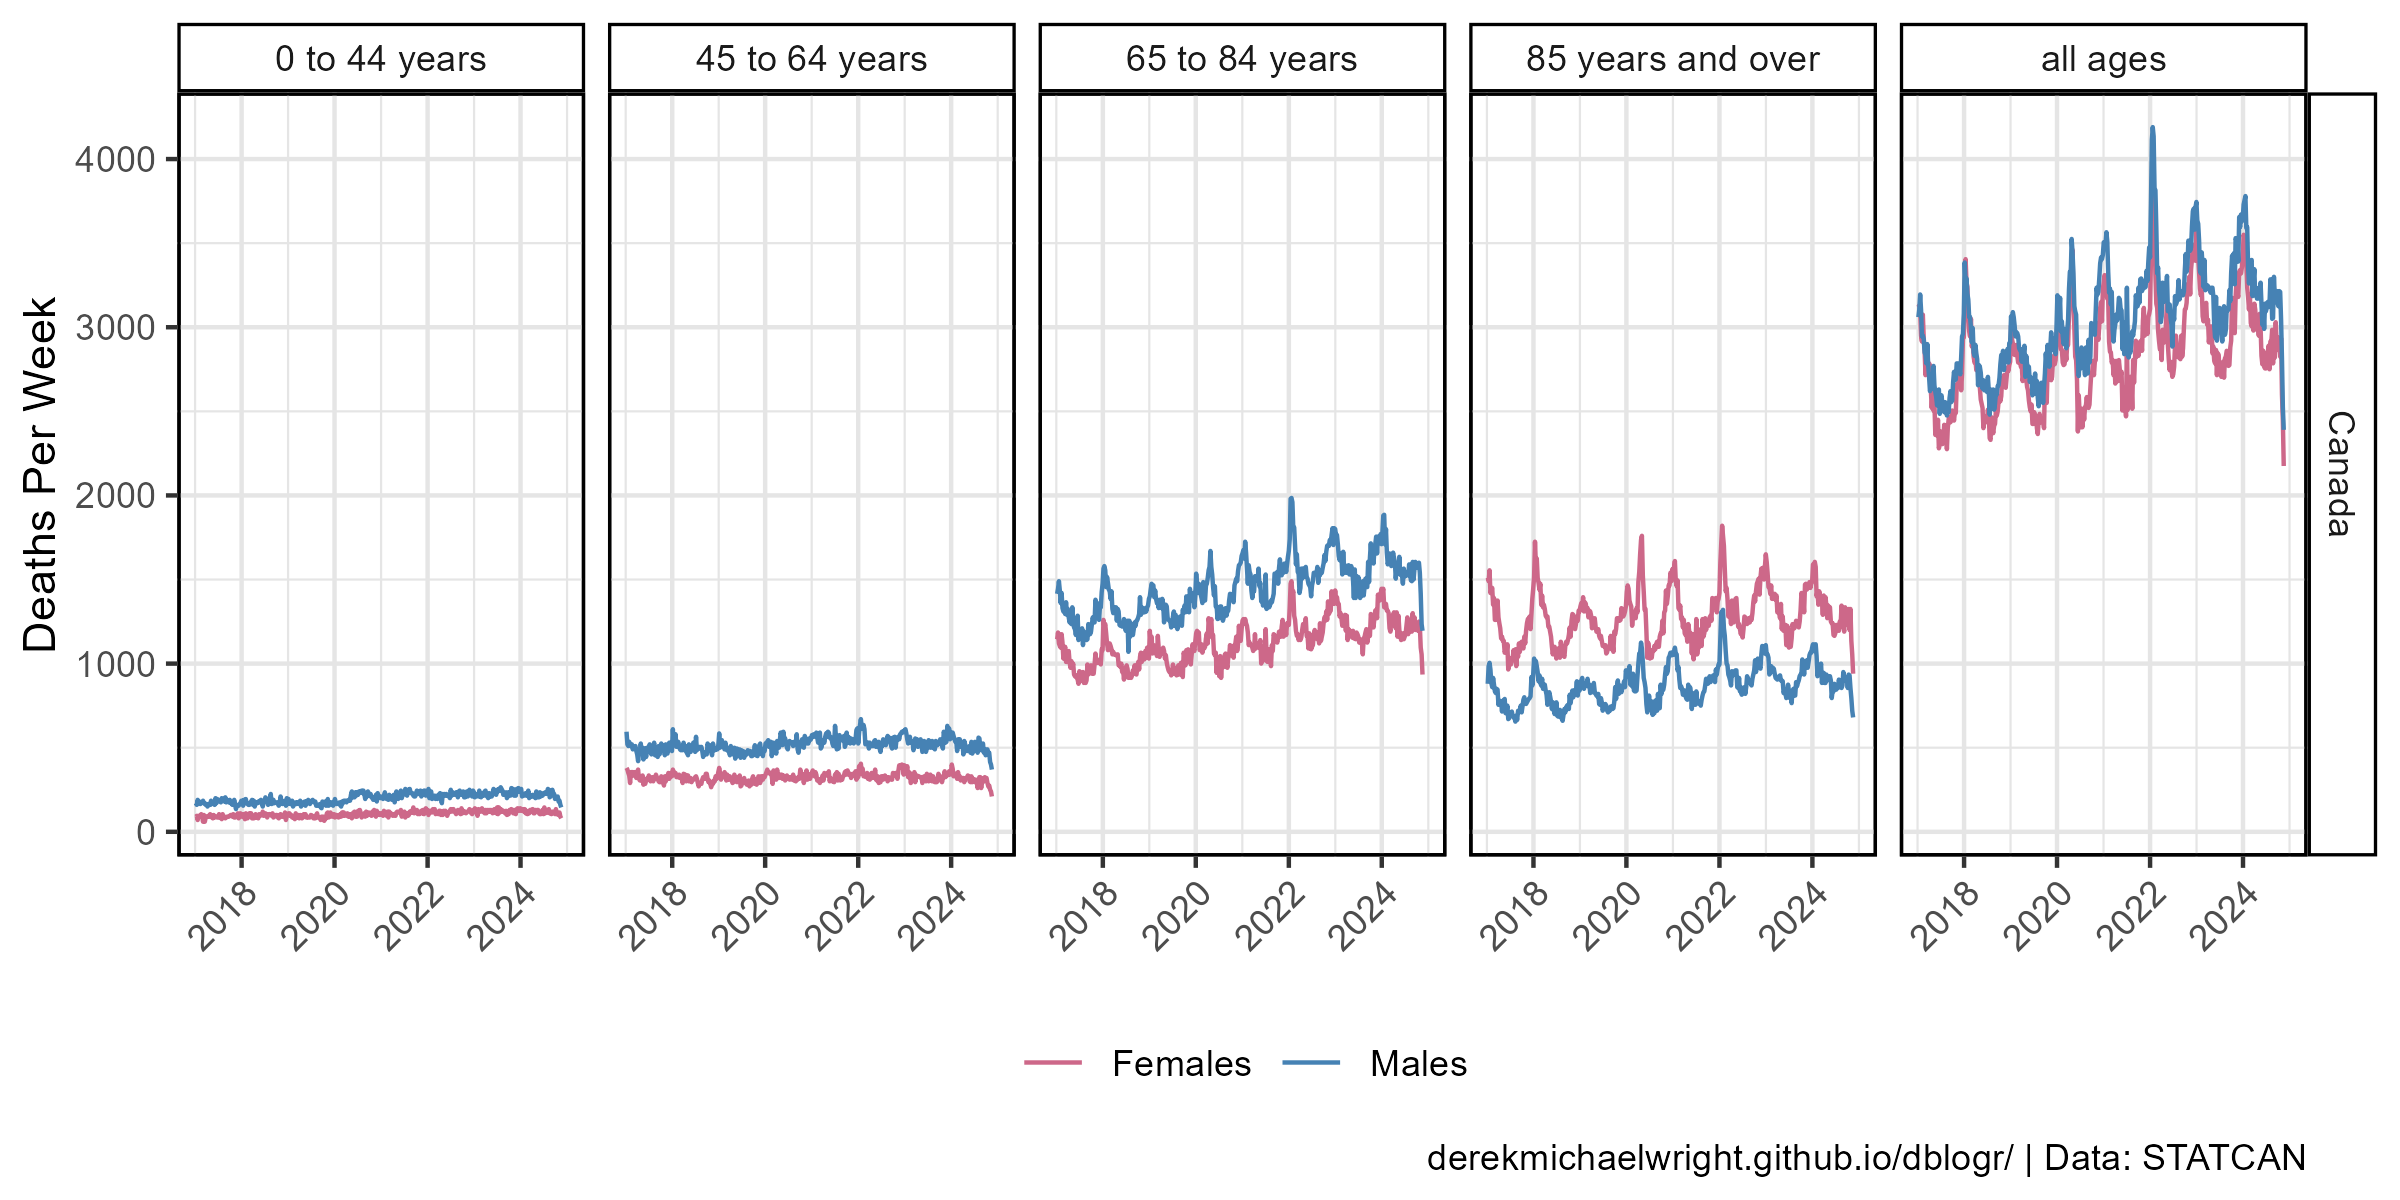 0 to 44 years
45 to 64 years
65 to 84 years
85 years and over
all ages
Canada
Deaths Per Week
4000
3000
2000
1000
0
2018 2020 2022 2024
2018 2020 2022 2024
2018 2020 2022 2024
2018 2020 2022 2024
2018 2020 2022 2024
Females
Males
derekmichaelwright.github.io/dblogr/ | Data: STATCAN